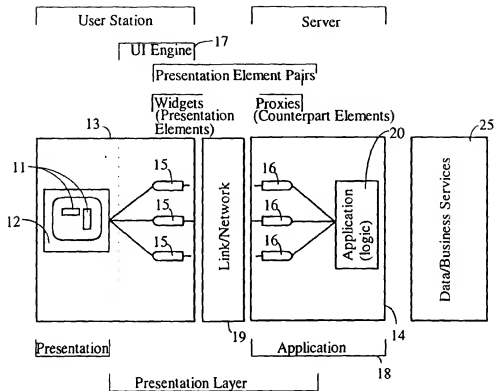 User Station
Server
UI Engine
17
Presentation Element Pairs
Widgets
(Presentation
Elements)
Proxies
(Counterpart Elements)
13
20
25
11
12
15
15
15
Link/Network
16
16
16
Application
(logic)
Data/Business Services
19
14
Presentation
Application
18
Presentation Layer